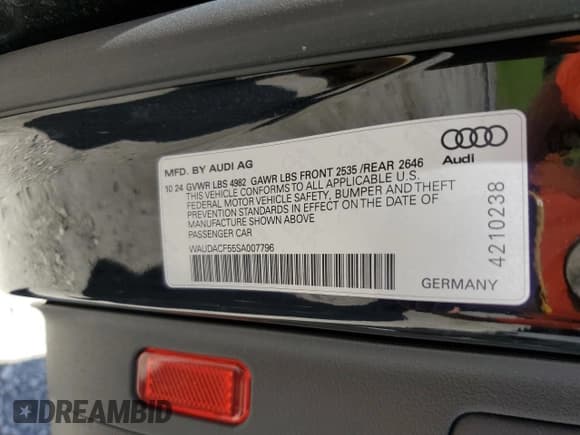 MFD. BY AUDI AG
10 24 GVWR LBS 4982 GAWR LBS FRONT 2535 /REAR 2646
THIS VEHICLE CONFORMS TO ALL APPLICABLE U.S.
FEDERAL MOTOR VEHICLE SAFETY, BUMPER AND THEFT
PREVENTION STANDARDS IN EFFECT ON THE DATE OF
MANUFACTURE SHOWN ABOVE
PASSENGER CAR
WAUDACF55SA007796
Audi
4210238
GERMANY
DREAMBID